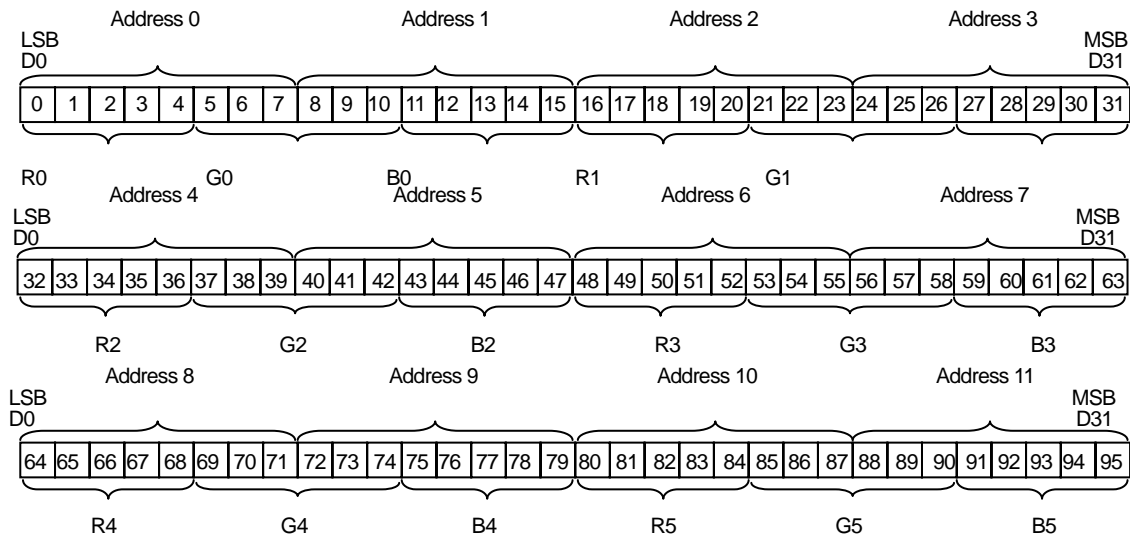 Address 0 Address 1 Address 2 Address 3
LSB MSB
D0 D31
0 1 2 3 4 5 6 7 8 9 10 11 12 13 14 15 16 17 18 19 20 21 22 23 24 25 26 27 28 29 30 31
R0 G0 B0 R1 G1
Address 4 Address 5 Address 6 Address 7
LSB MSB
D0 D31
32 33 34 35 36 37 38 39 40 41 42 43 44 45 46 47 48 49 50 51 52 53 54 55 56 57 58 59 60 61 62 63
R2 G2 B2 R3 G3 B3
Address 8 Address 9 Address 10 Address 11
LSB MSB
D0 D31
64 65 66 67 68 69 70 71 72 73 74 75 76 77 78 79 80 81 82 83 84 85 86 87 88 89 90 91 92 93 94 95
R4 G4 B4 R5 G5 B5